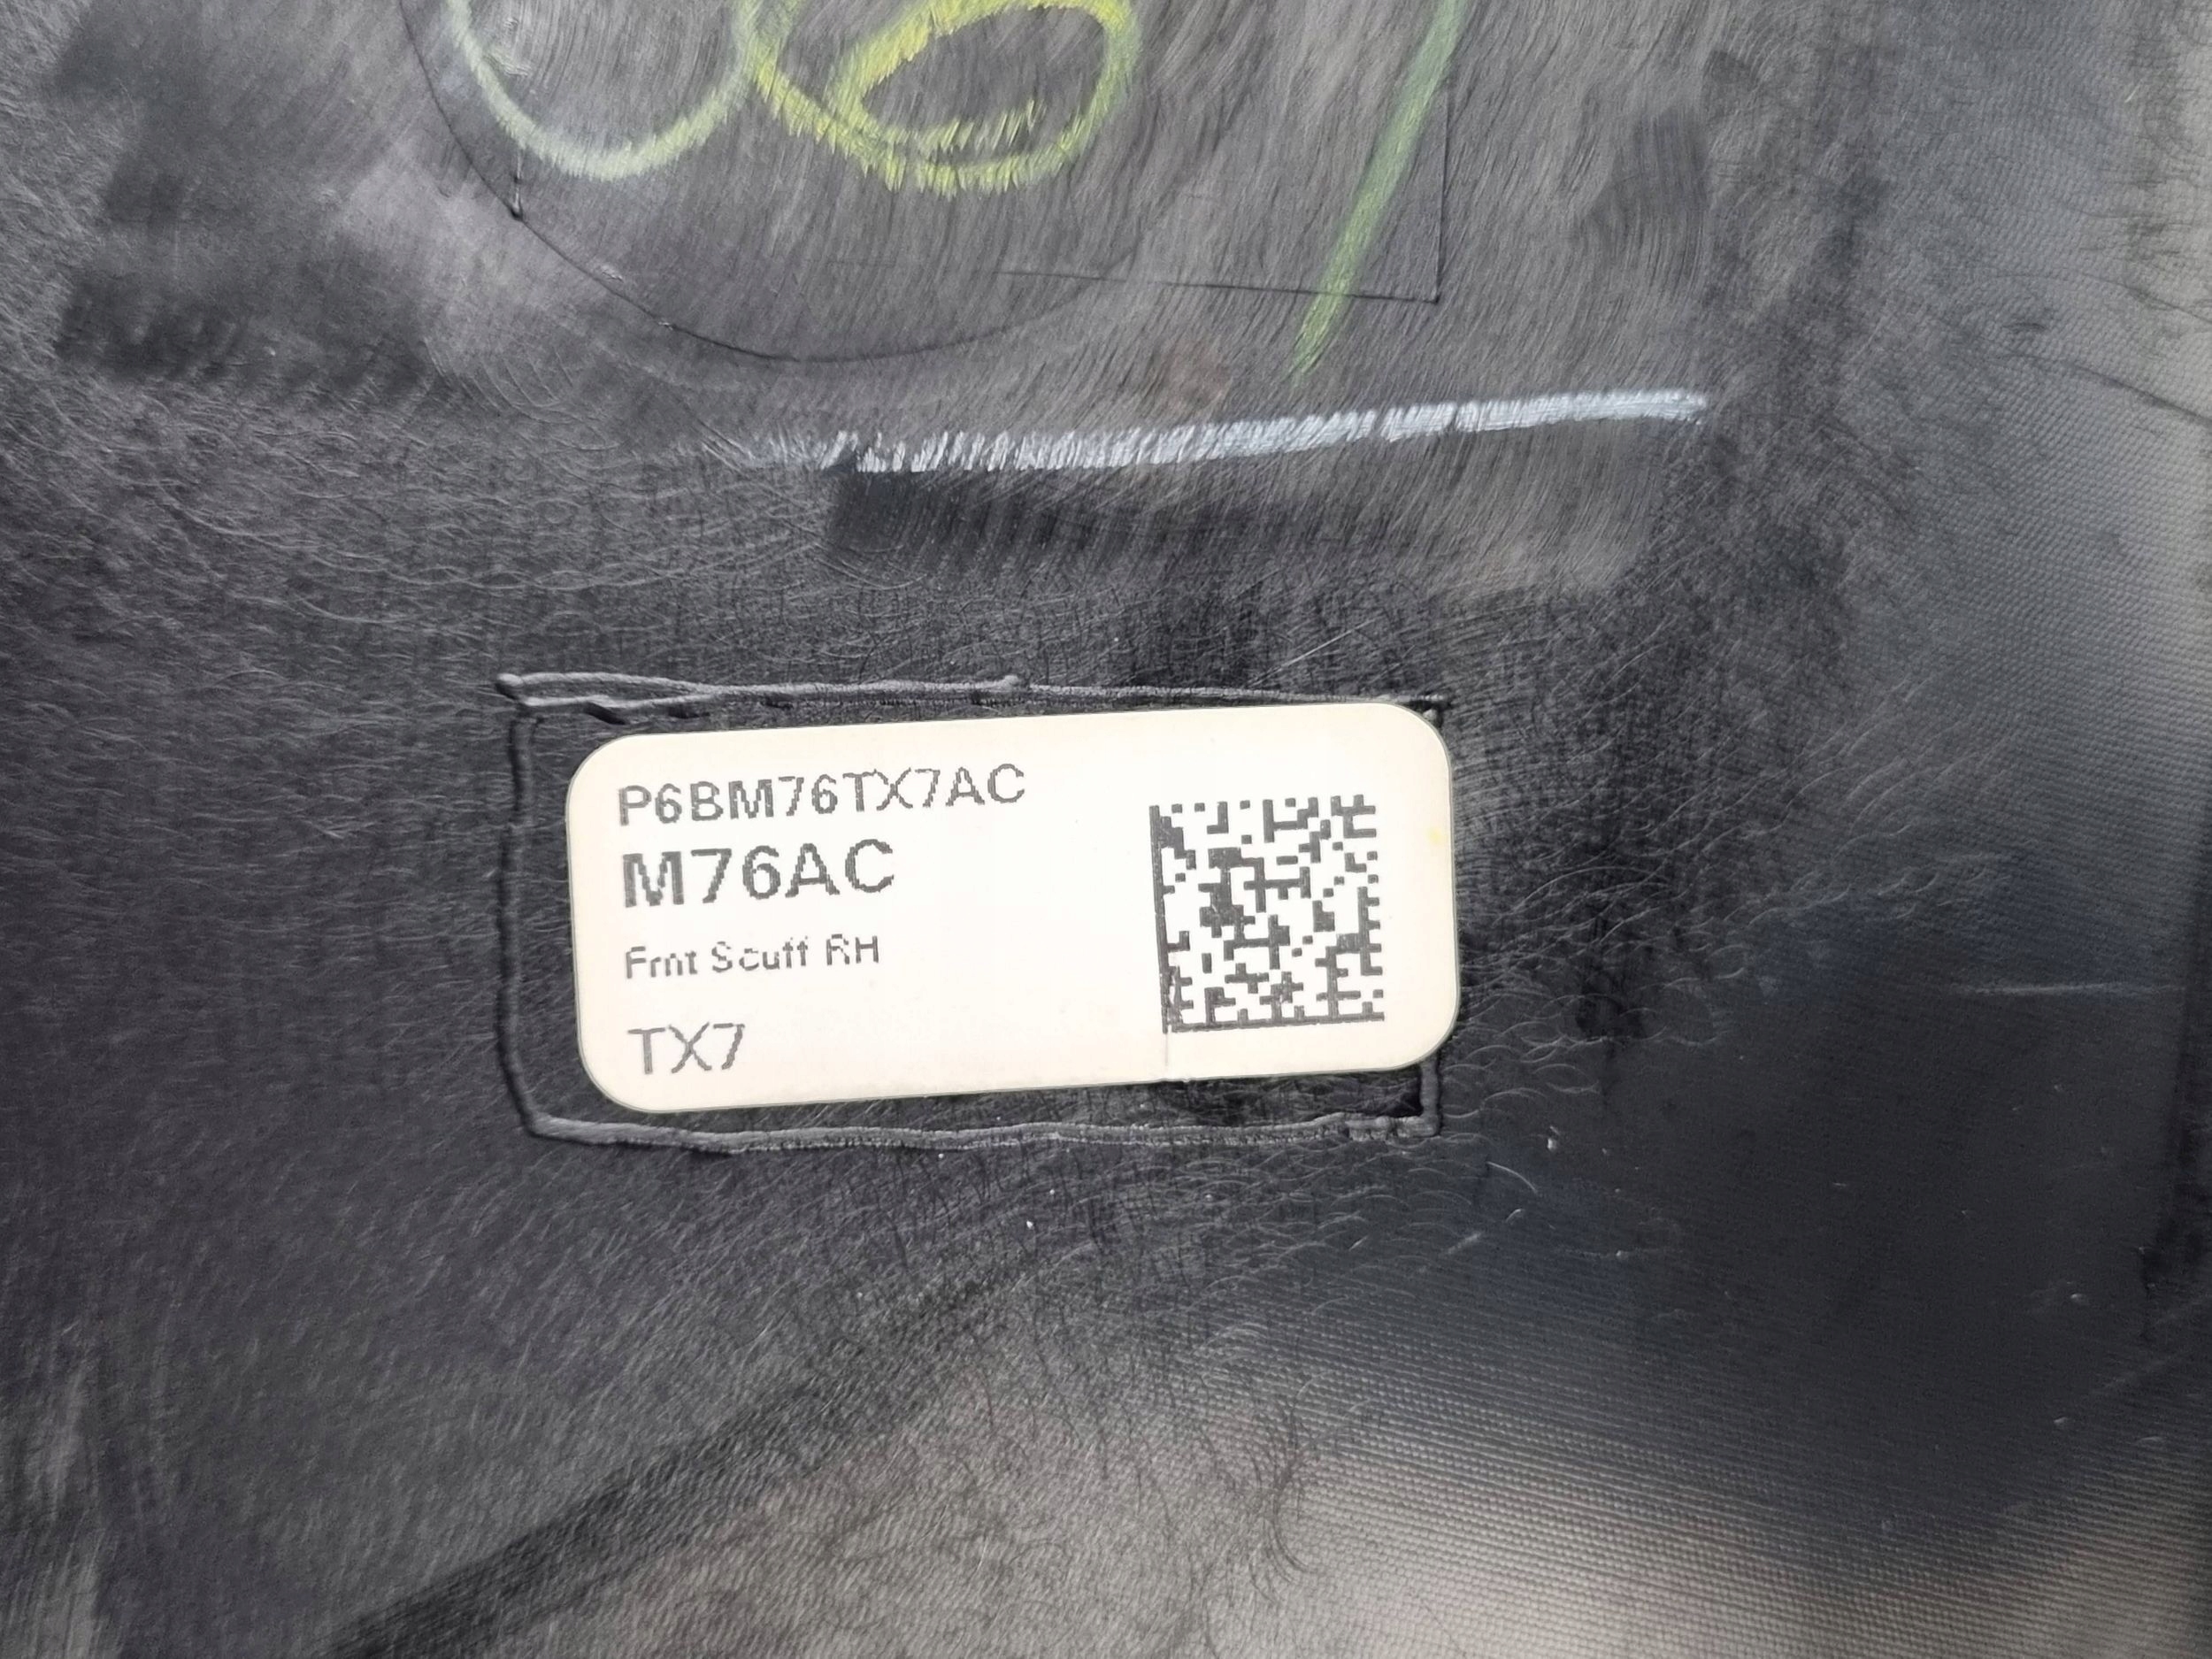 P6BM76TX7AC
M76AC
Frnt Scuff RH
TX7